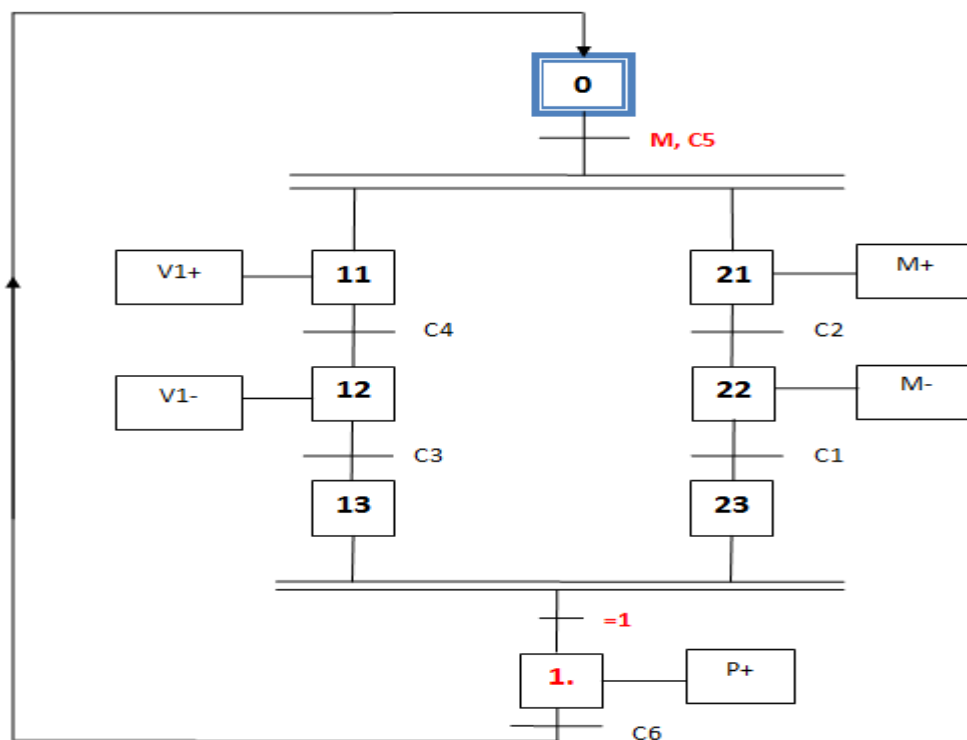 0
M, C5
V1+
11
21
M+
C4
C2
V1-
12
22
M-
C3
C1
13
23
=1
1.
P+
C6